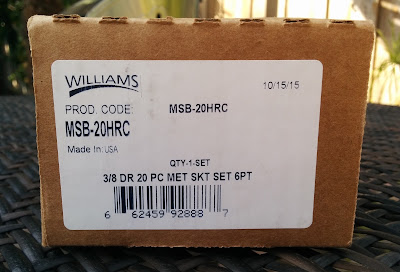 WILLIAMS
10/15/15
PROD. CODE: MSB-20HRC
MSB-20HRC
Made In: USA
QTY-1-SET
3/8 DR 20 PC MET SKT SET 6PT
6 62459 92888 7